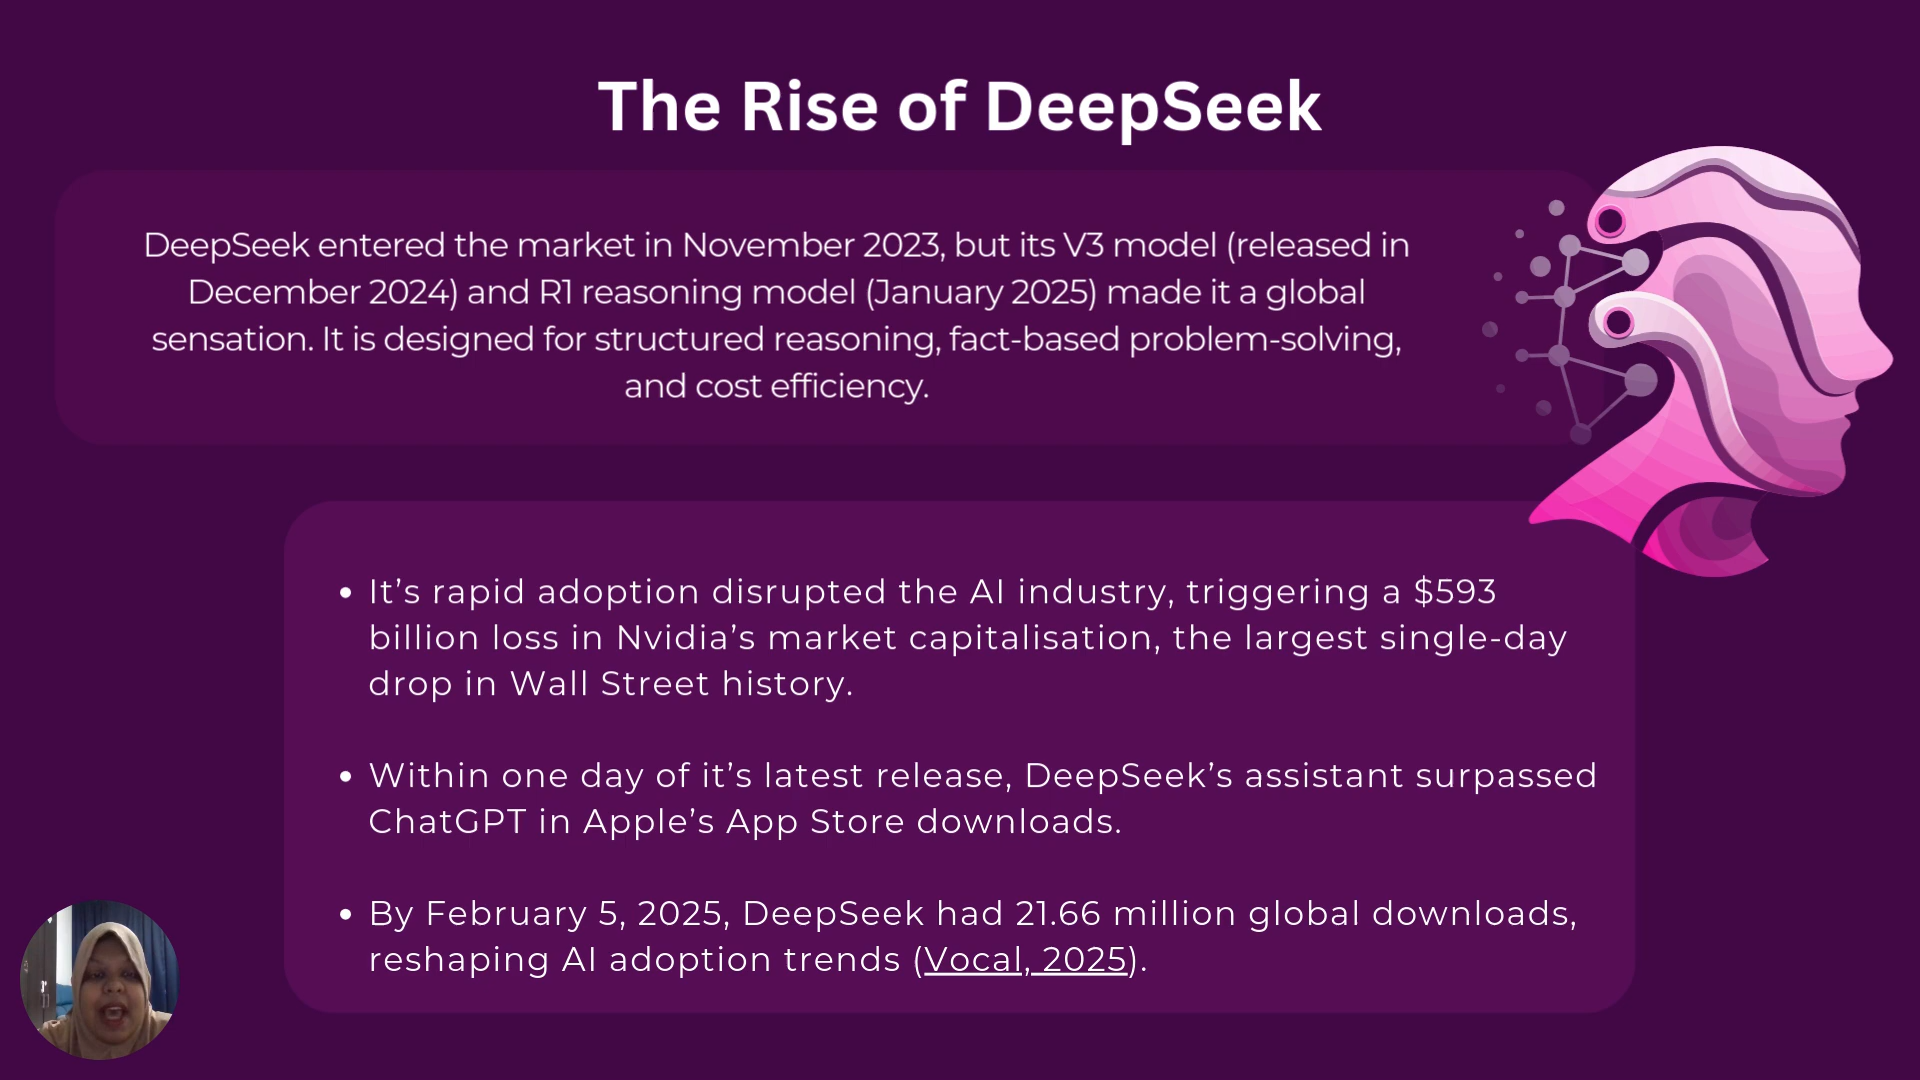 The Rise of DeepSeek
DeepSeek entered the market in November 2023, but its V3 model (released in
December 2024) and R1 reasoning model (January 2025) made it a global
sensation. It is designed for structured reasoning, fact-based problem-solving,
and cost efficiency.
• It’s rapid adoption disrupted the AI industry, triggering a $593
billion loss in Nvidia’s market capitalisation, the largest single-day
drop in Wall Street history.
• Within one day of it’s latest release, DeepSeek’s assistant surpassed
ChatGPT in Apple’s App Store downloads.
• By February 5, 2025, DeepSeek had 21.66 million global downloads,
reshaping AI adoption trends (Vocal, 2025).